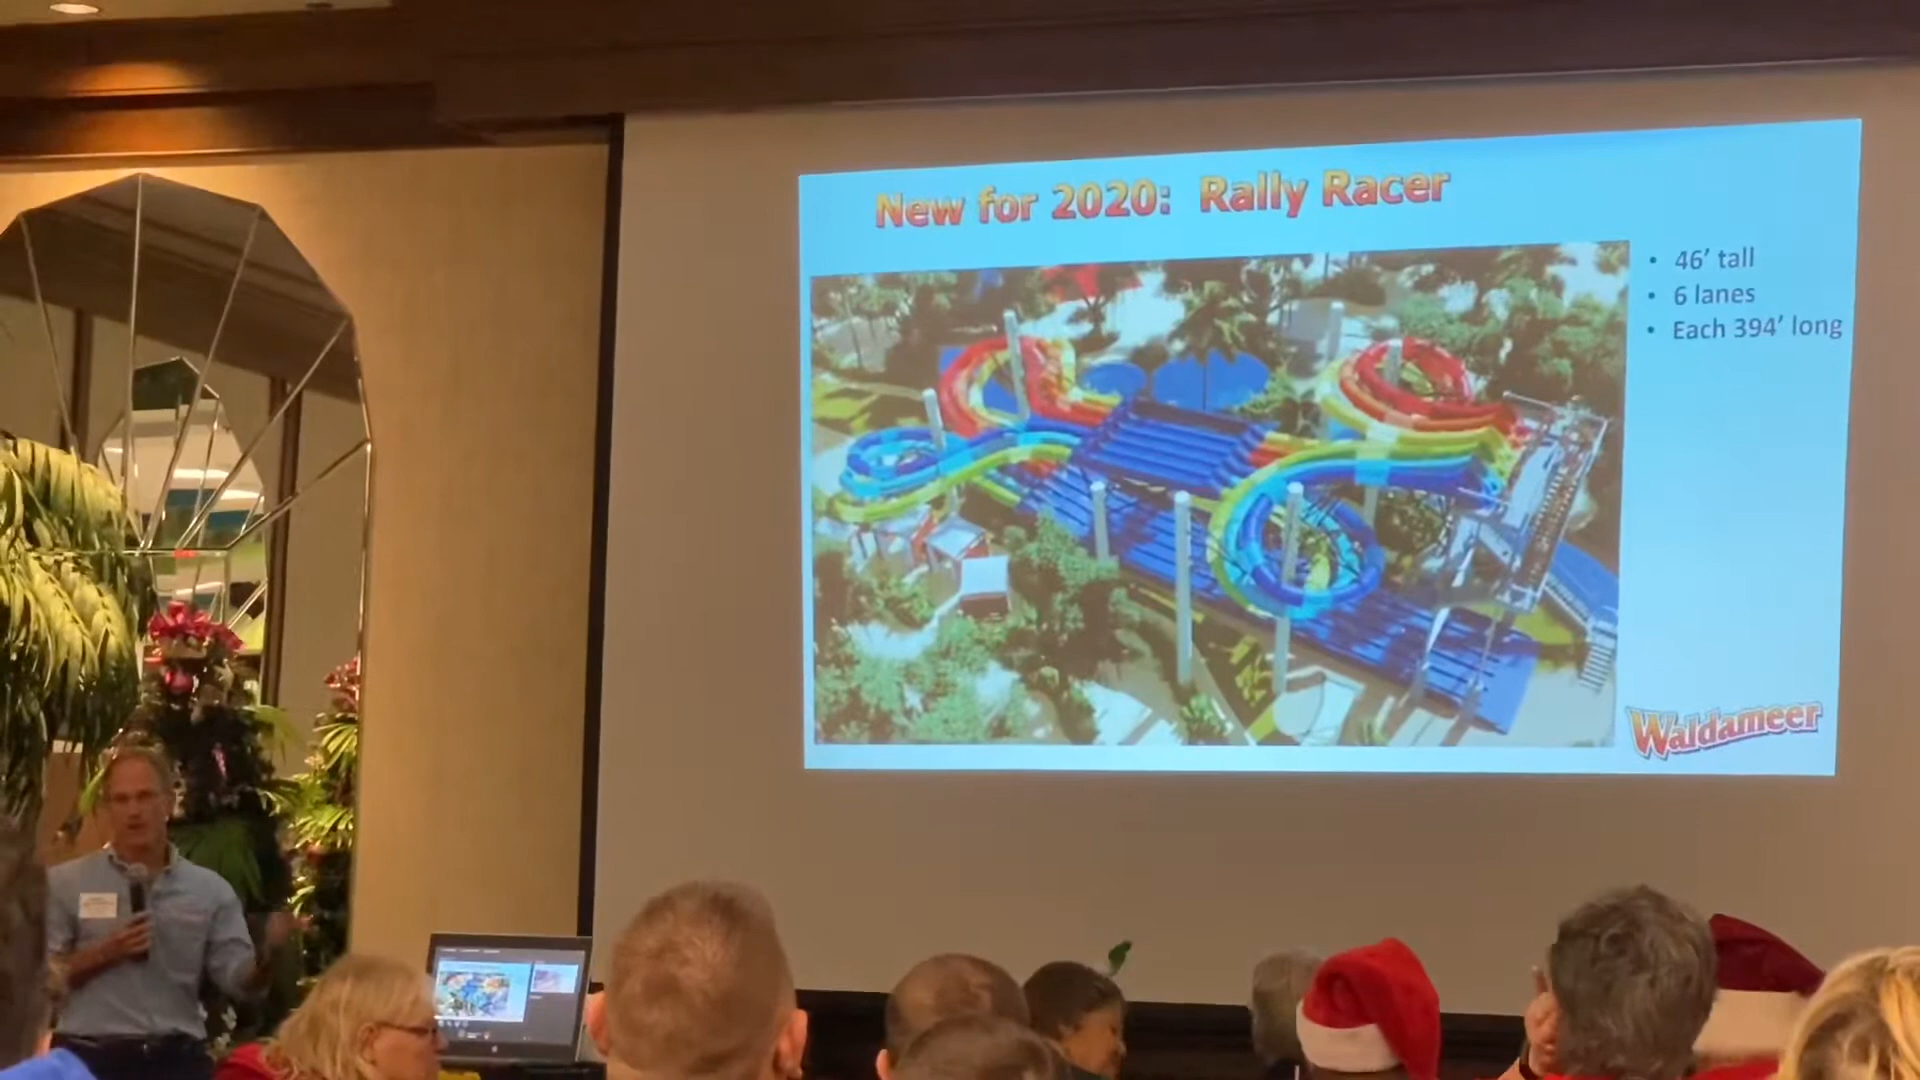 New for 2020: Rally Racer
• 46' tall
• 6 lanes
• Each 394' long
Waldameer